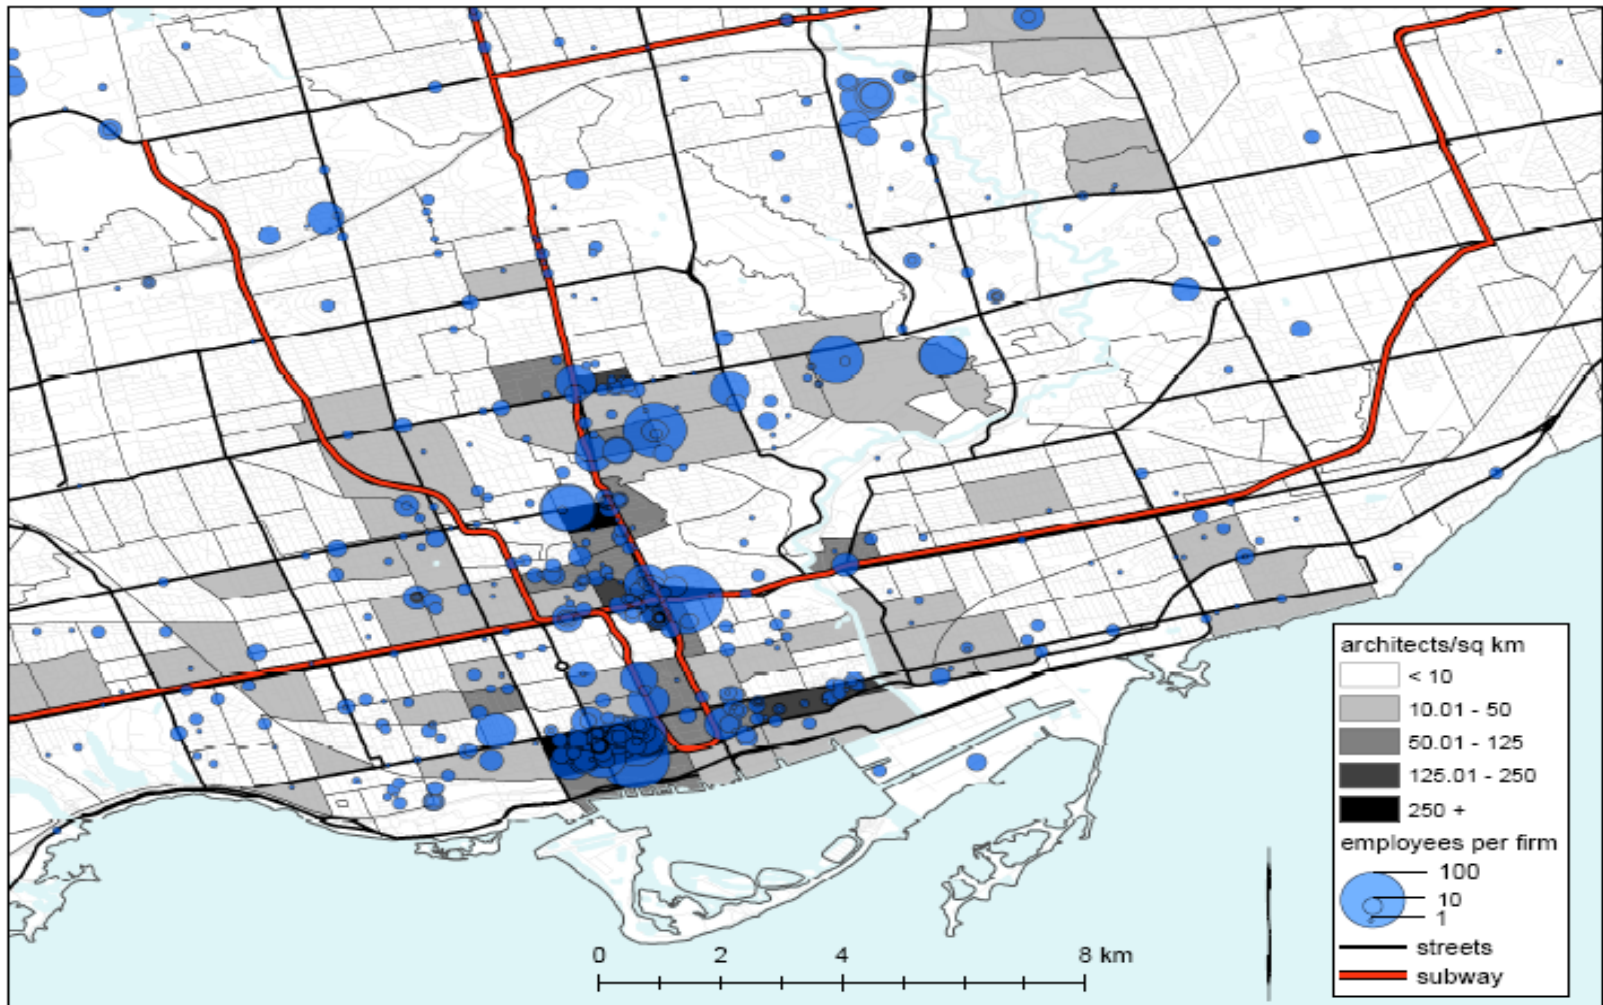 architects/sq km
< 10
10.01 - 50
50.01 - 125
125.01 - 250
250 +
employees per firm
100
10
1
streets
subway
0 2 4 8 km